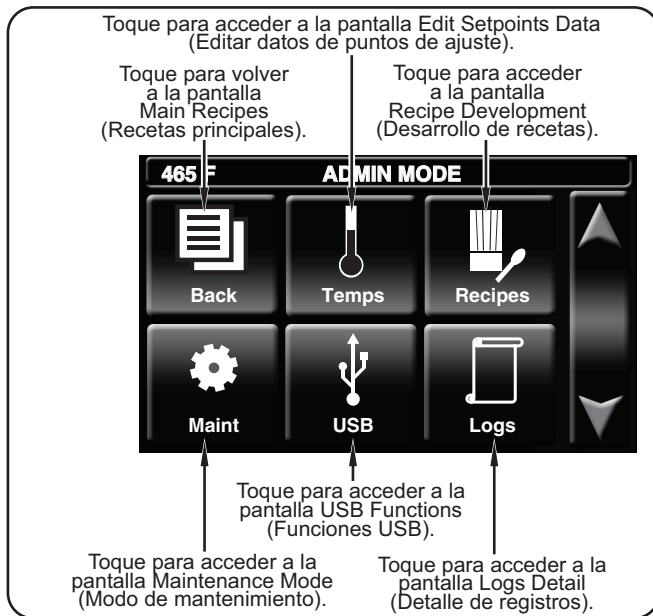 Toque para acceder a la pantalla Edit Setpoints Data
(Editar datos de puntos de ajuste).
Toque para volver
a la pantalla
Main Recipes
(Recetas principales).
Toque para acceder
a la pantalla
Recipe Development
(Desarrollo de recetas).
465 F ADMIN MODE
Back
Temps
Recipes
Maint
USB
Logs
Toque para acceder a la
pantalla USB Functions
(Funciones USB).
Toque para acceder a la
pantalla Maintenance Mode
(Modo de mantenimiento).
Toque para acceder a la
pantalla Logs Detail
(Detalle de registros).